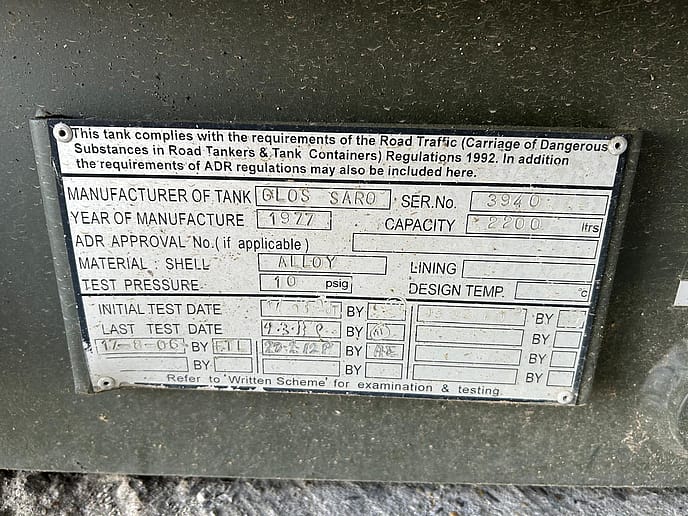 This tank complies with the requirements of the Road Traffic (Carriage of Dangerous
Substances in Road Tankers & Tank Containers) Regulations 1992. In addition
the requirements of ADR regulations may also be included here.
MANUFACTURER OF TANK GLOS SARO SER.No. 3940
YEAR OF MANUFACTURE 1977 CAPACITY 2200 ltrs
ADR APPROVAL No.( if applicable )
MATERIAL : SHELL ALLOY LINING
TEST PRESSURE 10 psig DESIGN TEMP. °c
INITIAL TEST DATE BY BY
LAST TEST DATE BY BY
17-8-06 BY ETL BY BY
BY BY BY
Refer to 'Written Scheme' for examination & testing